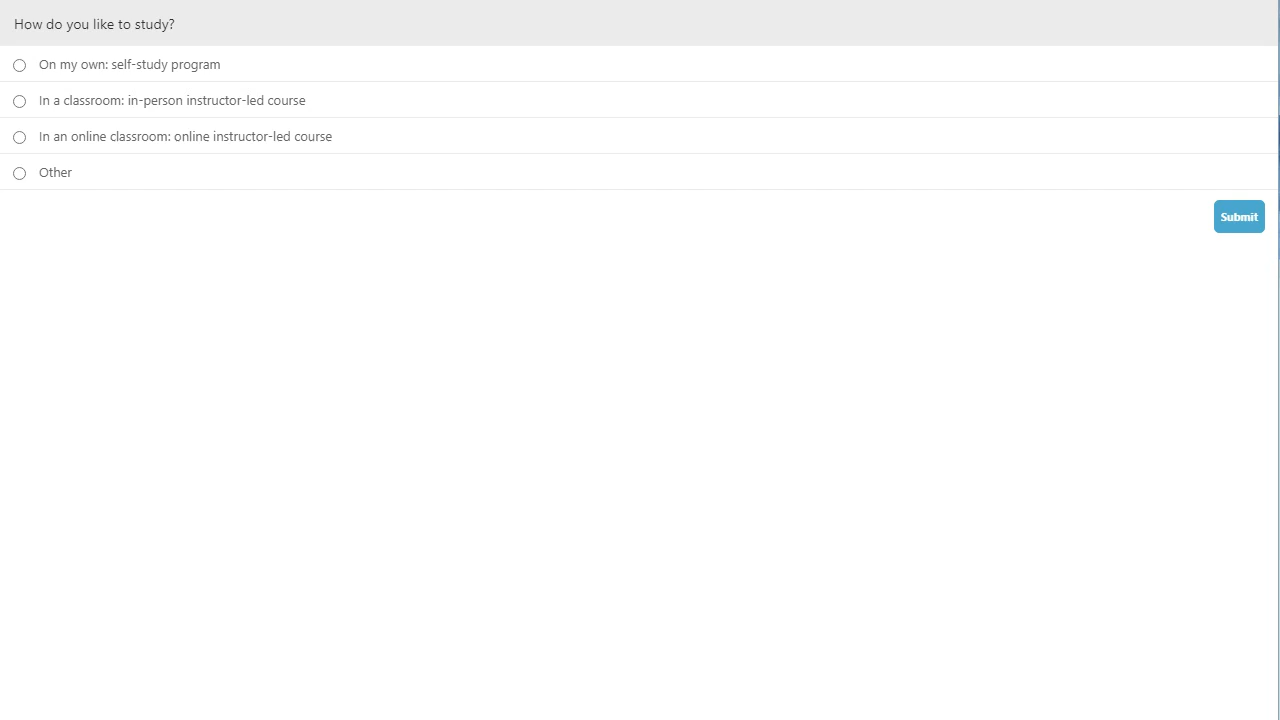 How do you like to study?
On my own: self-study program
In a classroom: in-person instructor-led course
In an online classroom: online instructor-led course
Other
Submit